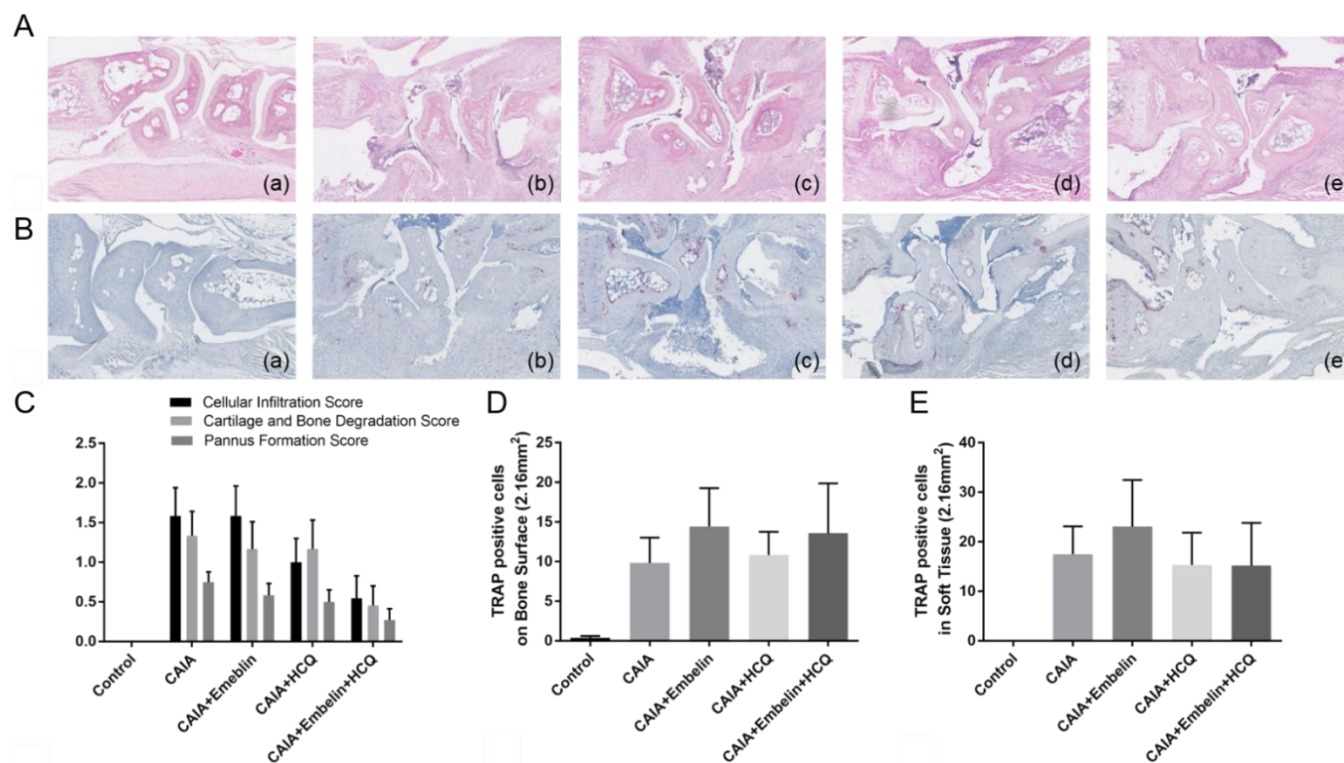 A
(a)
(b)
(c)
(d)
(e
B
(a)
(b)
(c)
(d)
(e
C
Cellular Infiltration Score
Cartilage and Bone Degradation Score
Pannus Formation Score
2.5
2.0
1.5
1.0
0.5
0.0
Control
CAIA
CAIA+Emeblin
CAIA+HCQ
CAIA+Embelin+HCQ
D
TRAP positive cells
on Bone Surface (2.16mm²)
25
20
15
10
5
0
Control
CAIA
CAIA+Embelin
CAIA+HCQ
CAIA+Embelin+HCQ
E
TRAP positive cells
in Soft Tissue (2.16mm²)
40
30
20
10
0
Control
CAIA
CAIA+Embelin
CAIA+HCQ
CAIA+Embelin+HCQ